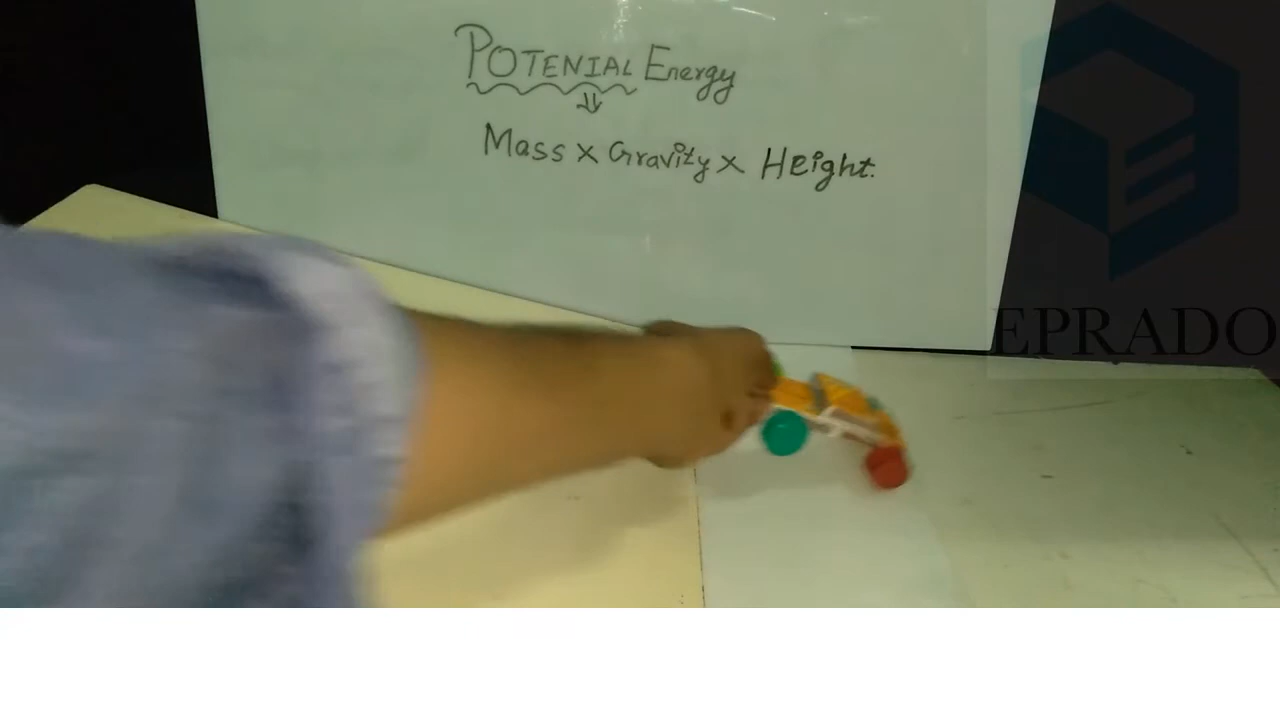 POTENIAL Energy
⇓
Mass × Gravity × Height.
EPRADO